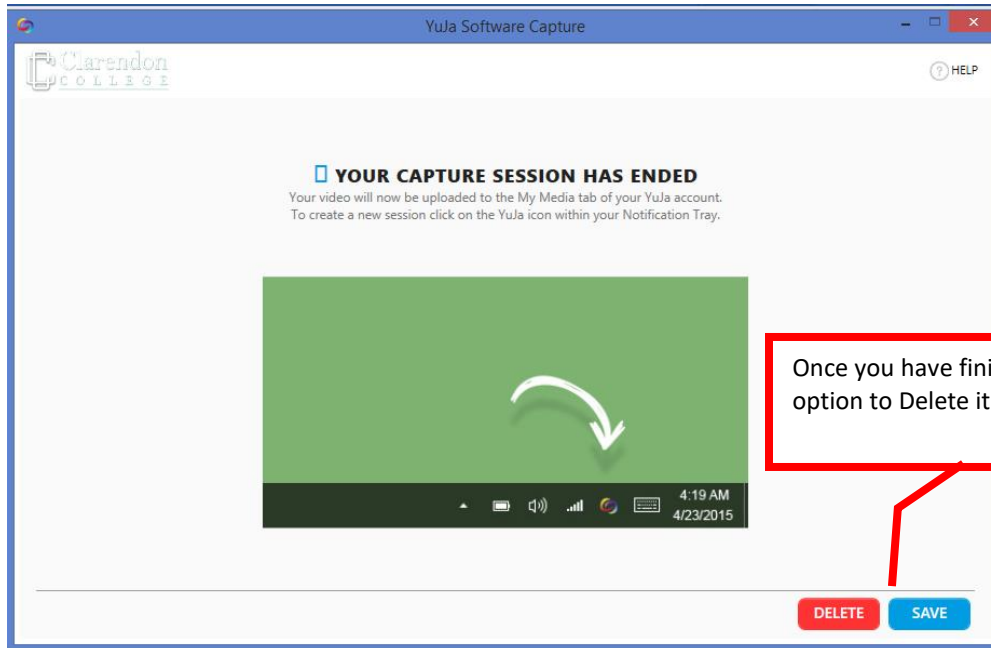 YuJa Software Capture
Clarendon
COLLEGE
? HELP
YOUR CAPTURE SESSION HAS ENDED
Your video will now be uploaded to the My Media tab of your YuJa account.
To create a new session click on the YuJa icon within your Notification Tray.
Once you have fini
option to Delete it
4:19 AM
4/23/2015
DELETE SAVE